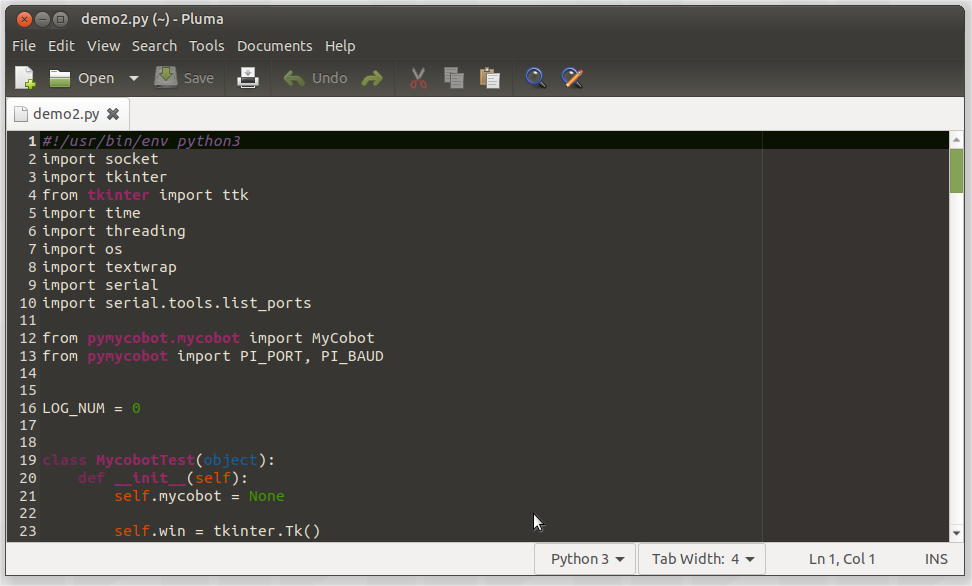 demo2.py (~) - Pluma
File Edit View Search Tools Documents Help
Open Save Undo
demo2.py
1 #!/usr/bin/env python3
2 import socket
3 import tkinter
4 from tkinter import ttk
5 import time
6 import threading
7 import os
8 import textwrap
9 import serial
10 import serial.tools.list_ports
11
12 from pymycobot.mycobot import MyCobot
13 from pymycobot import PI_PORT, PI_BAUD
14
15
16 LOG_NUM = 0
17
18
19 class MycobotTest(object):
20     def __init__(self):
21         self.mycobot = None
22
23         self.win = tkinter.Tk()
Python 3 Tab Width: 4 Ln 1, Col 1 INS